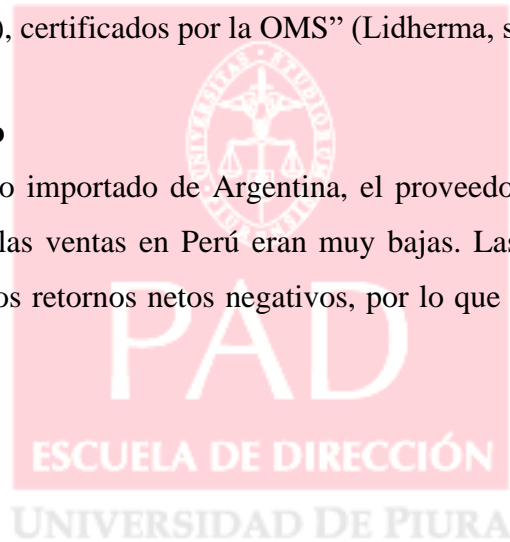 ), certificados por la OMS” (Lidherma, s
o
o importado de Argentina, el proveedo
las ventas en Perú eran muy bajas. Las
os retornos netos negativos, por lo que
PAD
ESCUELA DE DIRECCIÓN
UNIVERSIDAD DE PIURA